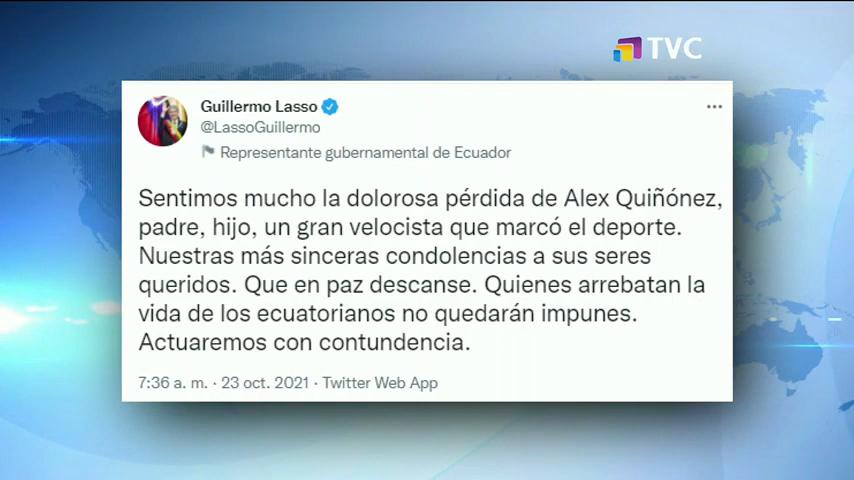 TVC
Guillermo Lasso
@LassoGuillermo
Representante gubernamental de Ecuador
Sentimos mucho la dolorosa pérdida de Alex Quiñónez,
padre, hijo, un gran velocista que marcó el deporte.
Nuestras más sinceras condolencias a sus seres
queridos. Que en paz descanse. Quienes arrebatan la
vida de los ecuatorianos no quedarán impunes.
Actuaremos con contundencia.
7:36 a. m. · 23 oct. 2021 · Twitter Web App